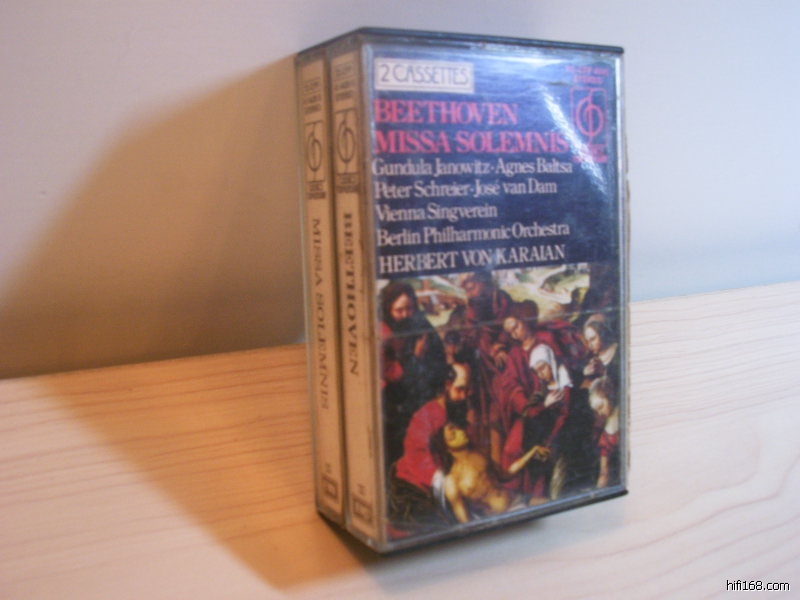 2 CASSETTES
BEETHOVEN
MISSA SOLEMNIS
Gundula Janowitz·Agnes Baltsa
Peter Schreier·José van Dam
Vienna Singverein
Berlin Philharmonic Orchestra
HERBERT VON KARAJAN
MISSA SOLEMNIS
BEETHOVEN
hifi168.com